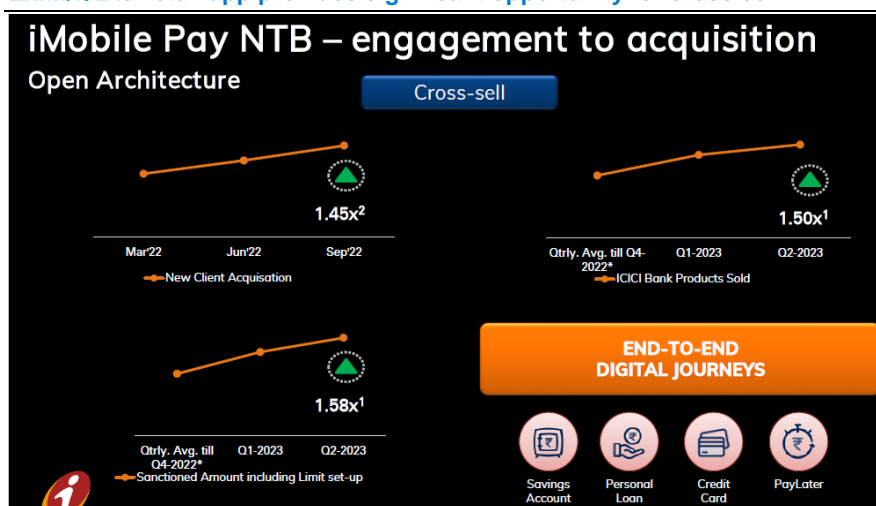 iMobile Pay NTB – engagement to acquisition
Open Architecture
Cross-sell
1.45x²
Mar'22 Jun'22 Sep'22
New Client Acquisation
1.50x¹
Qtrly. Avg. till Q4-
2022*
Q1-2023 Q2-2023
ICICI Bank Products Sold
1.58x¹
Qtrly. Avg. till
Q4-2022*
Q1-2023 Q2-2023
Sanctioned Amount including Limit set-up
END-TO-END
DIGITAL JOURNEYS
Savings
Account
Personal
Loan
Credit
Card
PayLater